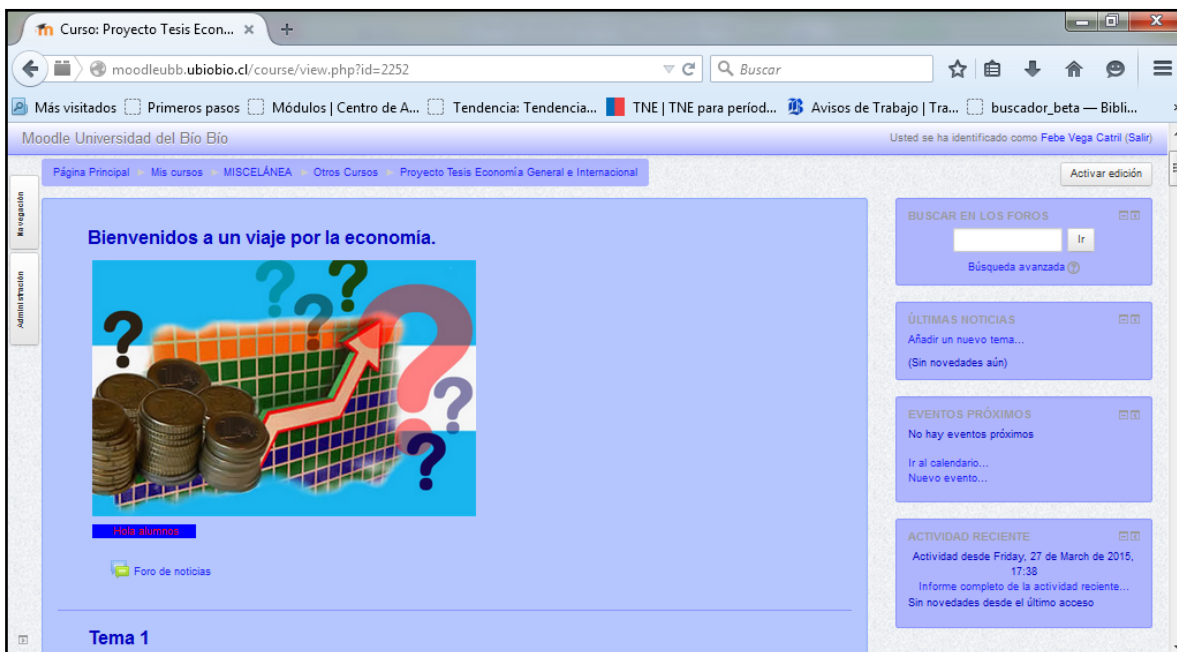 Curso: Proyecto Tesis Econ...
moodleubb.ubiobio.cl/course/view.php?id=2252
Buscar
Más visitados Primeros pasos Módulos | Centro de A... Tendencia: Tendencia... TNE | TNE para períod... Avisos de Trabajo | Tra... buscador_beta — Bibli...
Moodle Universidad del Bío Bío
Usted se ha identificado como Febe Vega Catril (Salir)
Página Principal Mis cursos MISCELÁNEA Otros Cursos Proyecto Tesis Economía General e Internacional
Activar edición
Navegación
Administración
Bienvenidos a un viaje por la economía.
Hola alumnos
Foro de noticias
Tema 1
BUSCAR EN LOS FOROS
Ir
Búsqueda avanzada
ÚLTIMAS NOTICIAS
Añadir un nuevo tema...
(Sin novedades aún)
EVENTOS PRÓXIMOS
No hay eventos próximos
Ir al calendario...
Nuevo evento...
ACTIVIDAD RECIENTE
Actividad desde Friday, 27 de March de 2015,
17:38
Informe completo de la actividad reciente...
Sin novedades desde el último acceso